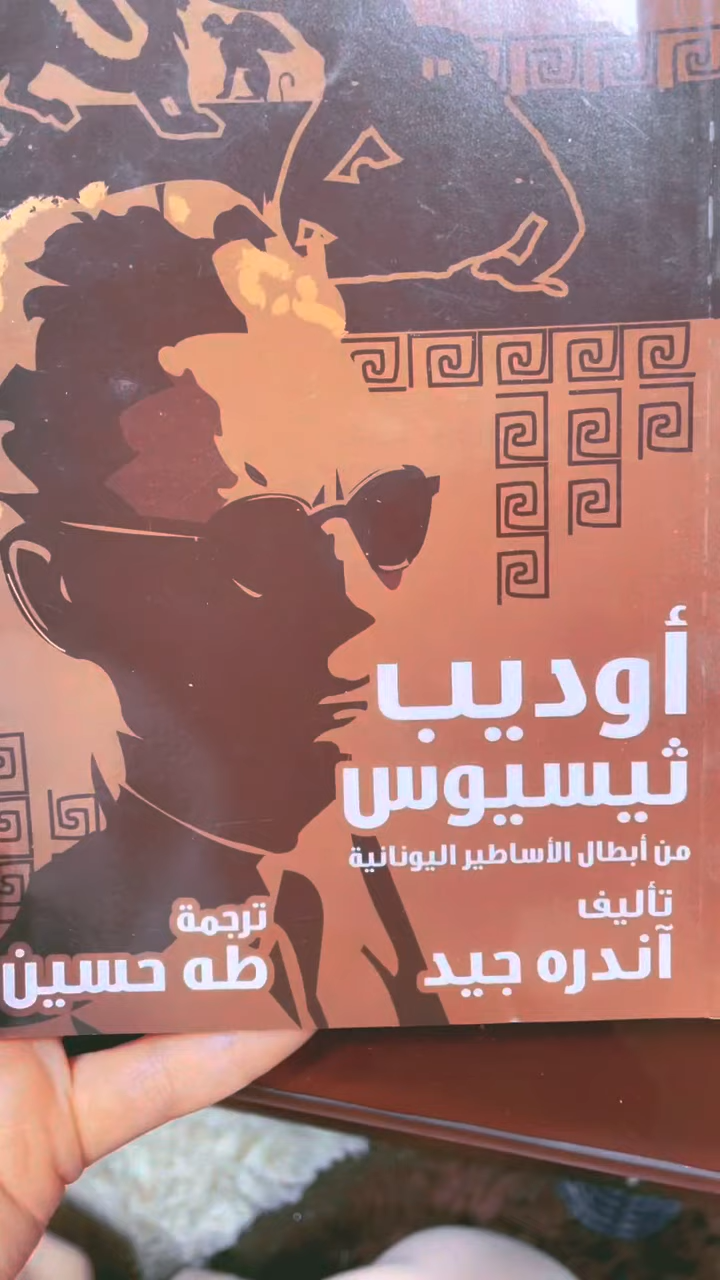 أوديب
ثيسيوس
من أبطال الأساطير اليونانية
تأليف
آندره جيد
ترجمة
طه حسين